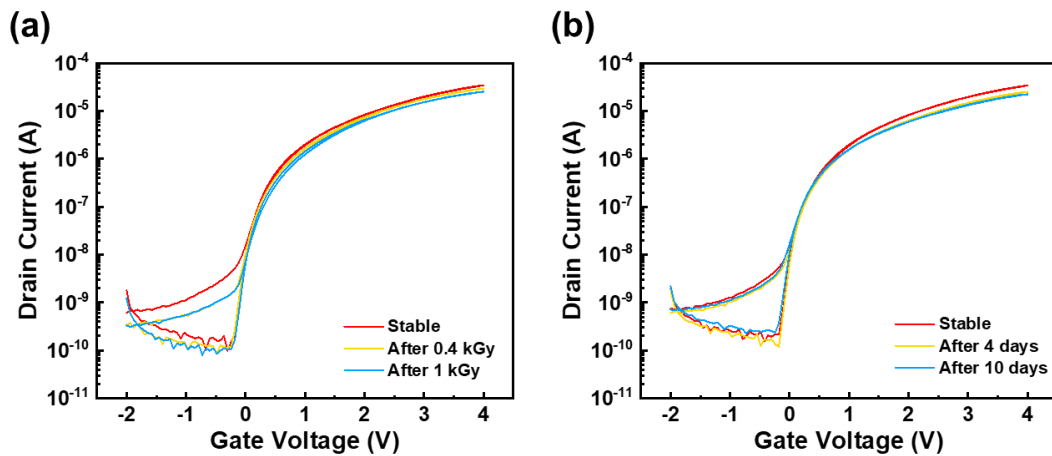 (a)
Drain Current (A)
10⁻⁴
10⁻⁵
10⁻⁶
10⁻⁷
10⁻⁸
10⁻⁹
10⁻¹⁰
10⁻¹¹
Stable
After 0.4 kGy
After 1 kGy
-2 -1 0 1 2 3 4
Gate Voltage (V)
(b)
Drain Current (A)
10⁻⁴
10⁻⁵
10⁻⁶
10⁻⁷
10⁻⁸
10⁻⁹
10⁻¹⁰
10⁻¹¹
Stable
After 4 days
After 10 days
-2 -1 0 1 2 3 4
Gate Voltage (V)